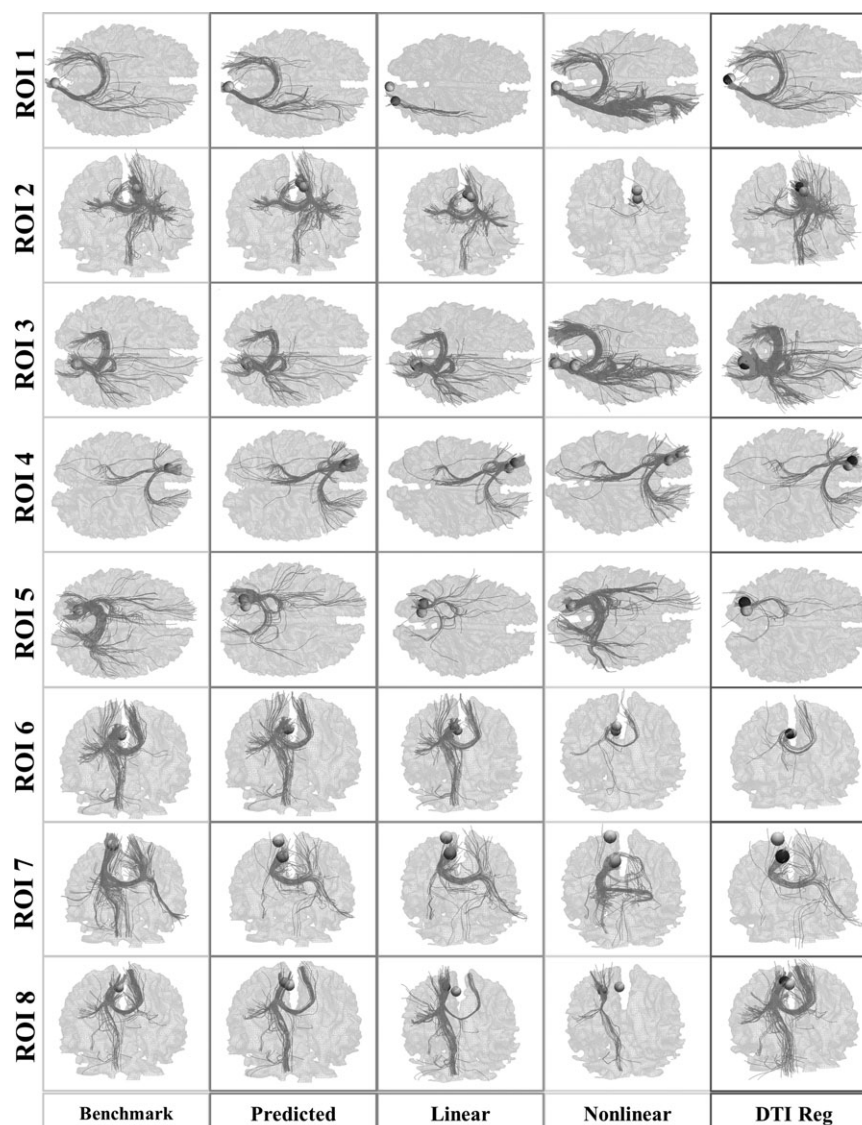 ROI 1
ROI 2
ROI 3
ROI 4
ROI 5
ROI 6
ROI 7
ROI 8
Benchmark Predicted Linear Nonlinear DTI Reg